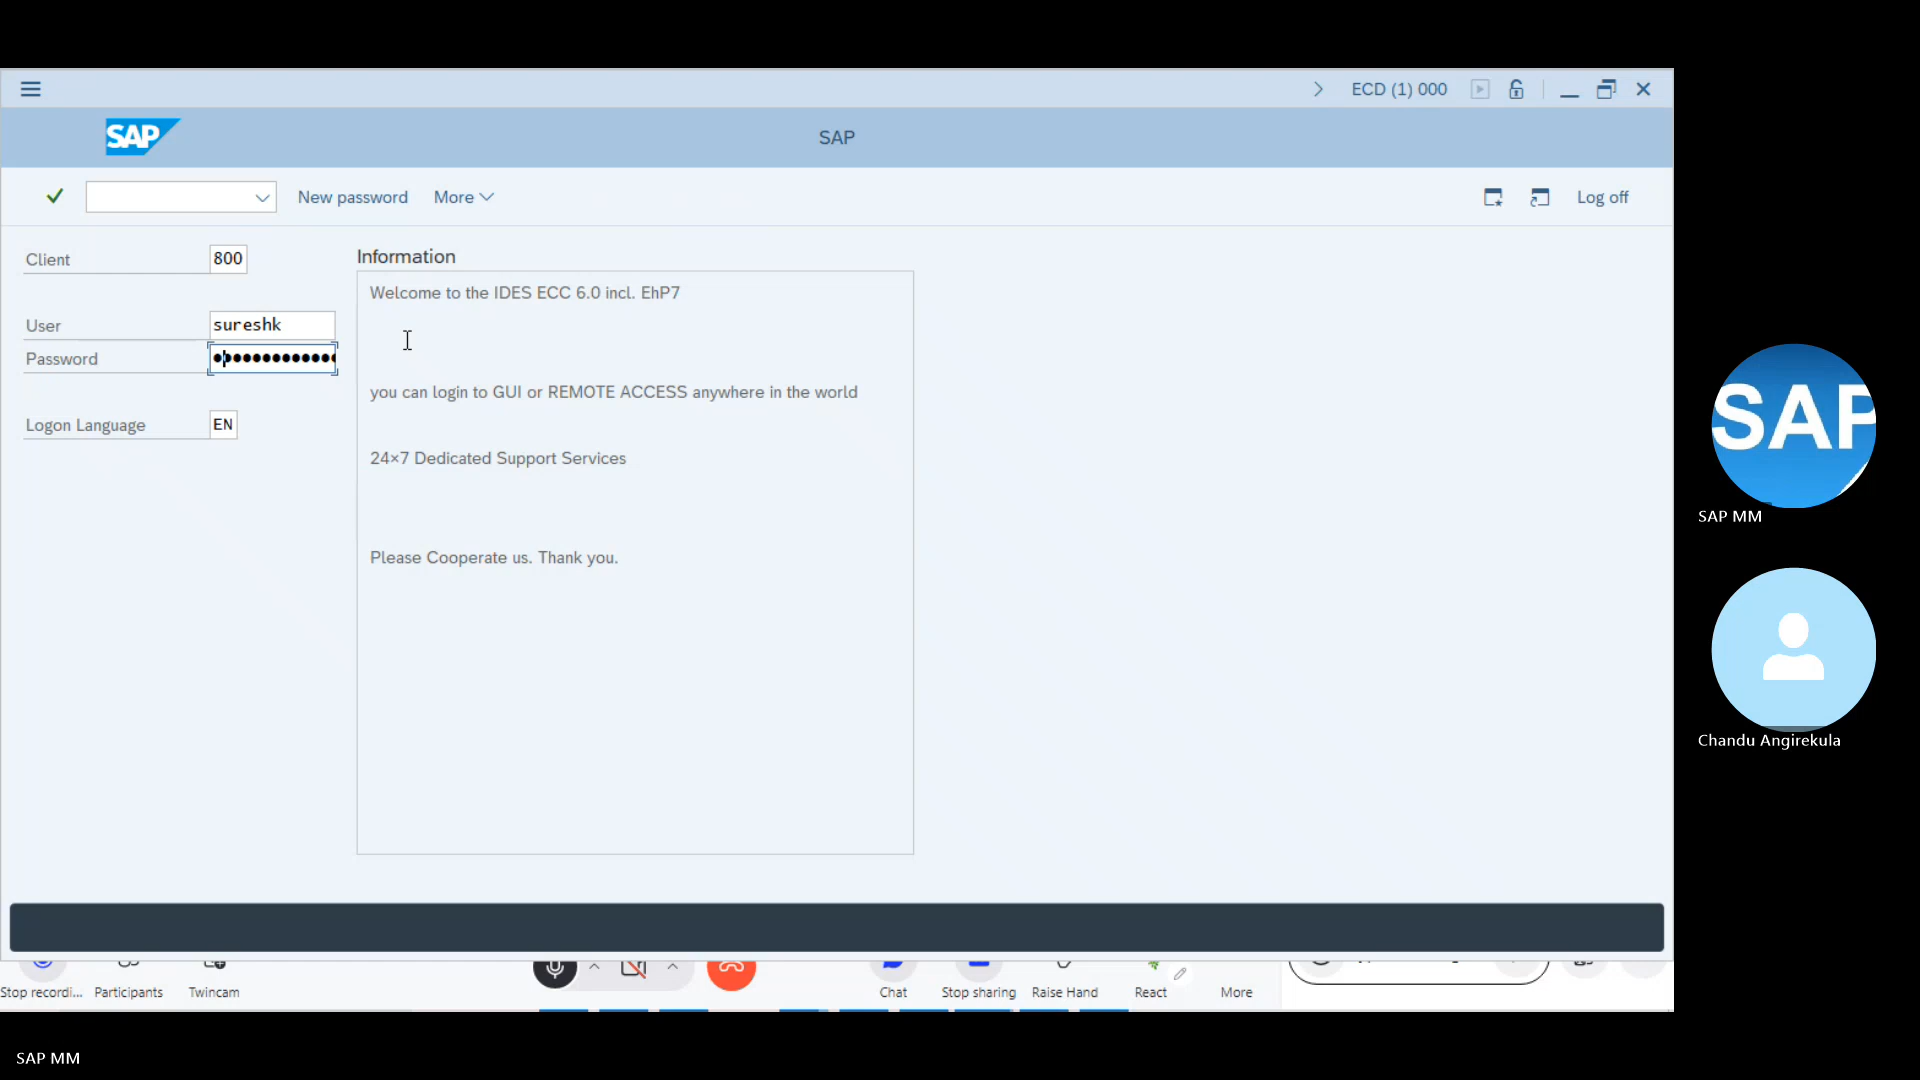 ECD (1) 000
SAP
SAP
New password
More
Log off
Client
800
Information
Welcome to the IDES ECC 6.0 incl. EhP7
User
sureshk
Password
you can login to GUI or REMOTE ACCESS anywhere in the world
Logon Language
EN
24×7 Dedicated Support Services
Please Cooperate us. Thank you.
SAP
SAP MM
Chandu Angirekula
Stop recordi...
Participants
Twincam
Chat
Stop sharing
Raise Hand
React
More
SAP MM